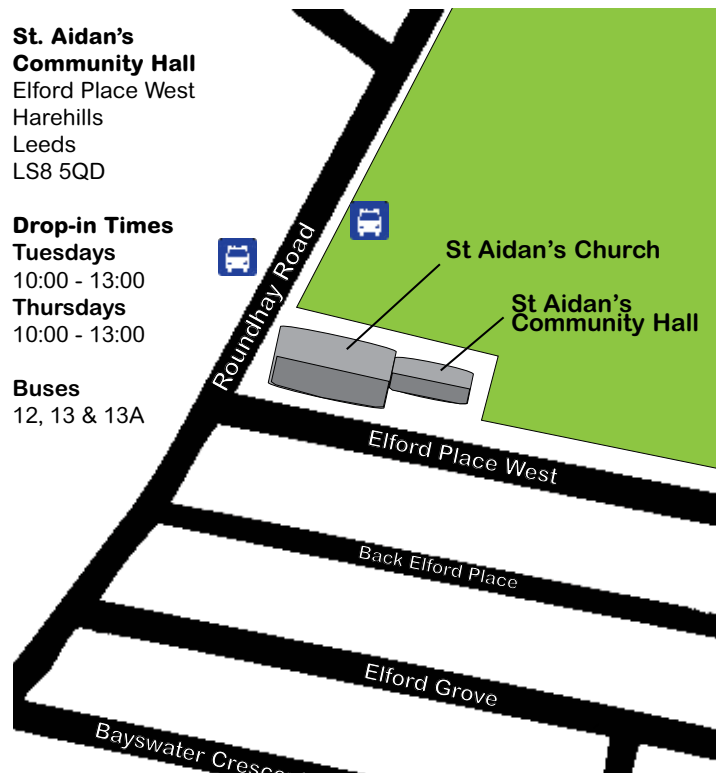 St. Aidan's
Community Hall
Elford Place West
Harehills
Leeds
LS8 5QD
Drop-in Times
Tuesdays
10:00 - 13:00
Thursdays
10:00 - 13:00
Buses
12, 13 & 13A
Roundhay Road
St Aidan's Church
St Aidan's
Community Hall
Elford Place West
Back Elford Place
Elford Grove
Bayswater